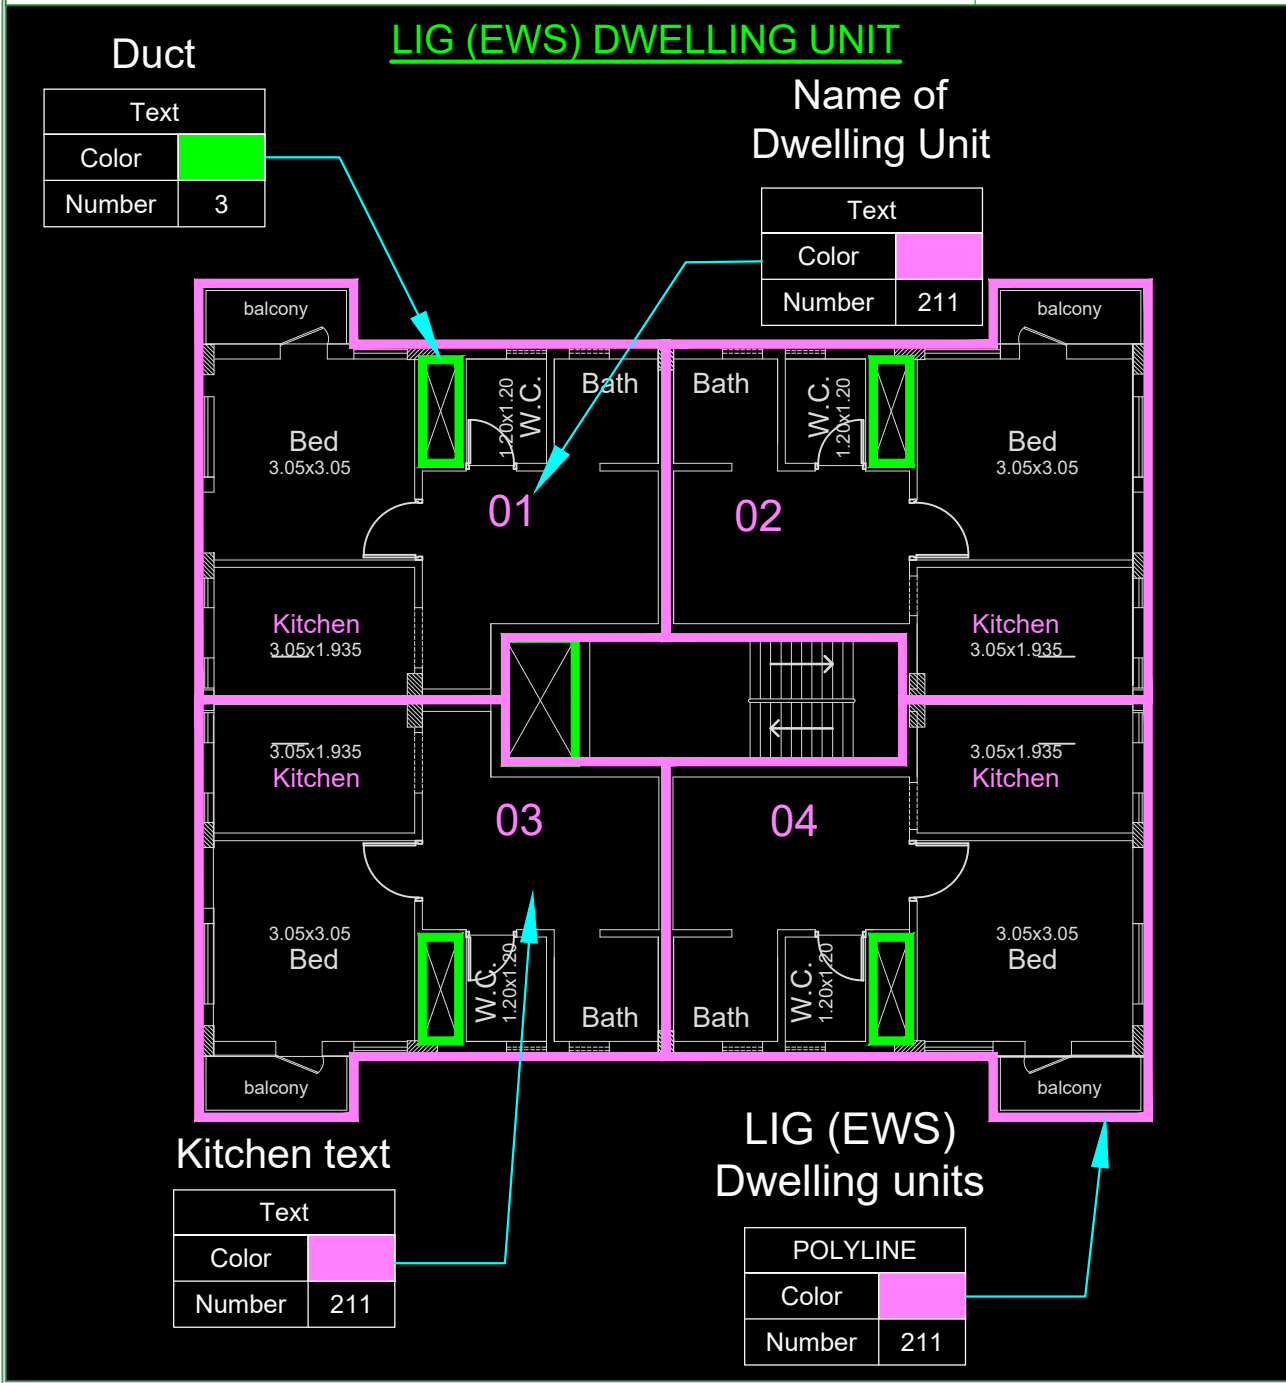 LIG (EWS) DWELLING UNIT
Duct
Text
Color
Number 3
Name of
Dwelling Unit
Text
Color
Number 211
balcony
balcony
Bed
3.05x3.05
W.C.
1.20x1.20
Bath
Bath
W.C.
1.20x1.20
Bed
3.05x3.05
01
02
Kitchen
3.05x1.935
Kitchen
3.05x1.935
3.05x1.935
Kitchen
3.05x1.935
Kitchen
03
04
3.05x3.05
Bed
W.C.
1.20x1.20
Bath
Bath
W.C.
1.20x1.20
3.05x3.05
Bed
balcony
balcony
Kitchen text
Text
Color
Number 211
LIG (EWS)
Dwelling units
POLYLINE
Color
Number 211